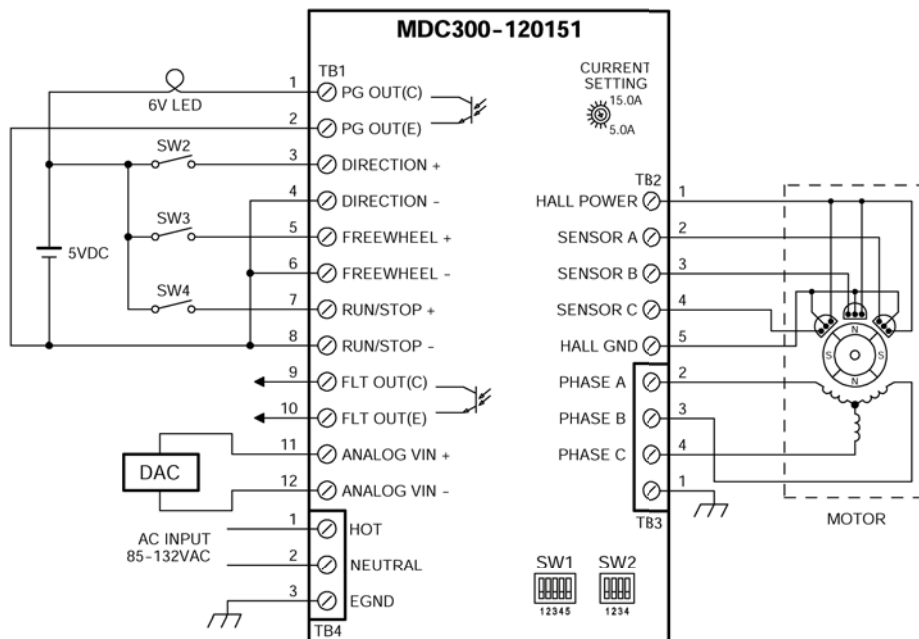 MDC300-120151
TB1
CURRENT
SETTING
15.0A
5.0A
6V LED
1 PG OUT(C)
2 PG OUT(E)
SW2
3 DIRECTION +
4 DIRECTION -
SW3
5 FREEWHEEL +
5VDC
6 FREEWHEEL -
SW4
7 RUN/STOP +
8 RUN/STOP -
9 FLT OUT(C)
10 FLT OUT(E)
11 ANALOG VIN +
DAC
12 ANALOG VIN -
AC INPUT
85-132VAC
1 HOT
2 NEUTRAL
3 EGND
TB4
TB2
HALL POWER 1
SENSOR A 2
SENSOR B 3
SENSOR C 4
HALL GND 5
N
S S
N
PHASE A 2
PHASE B 3
PHASE C 4
1
TB3
MOTOR
SW1 SW2
12345 1234